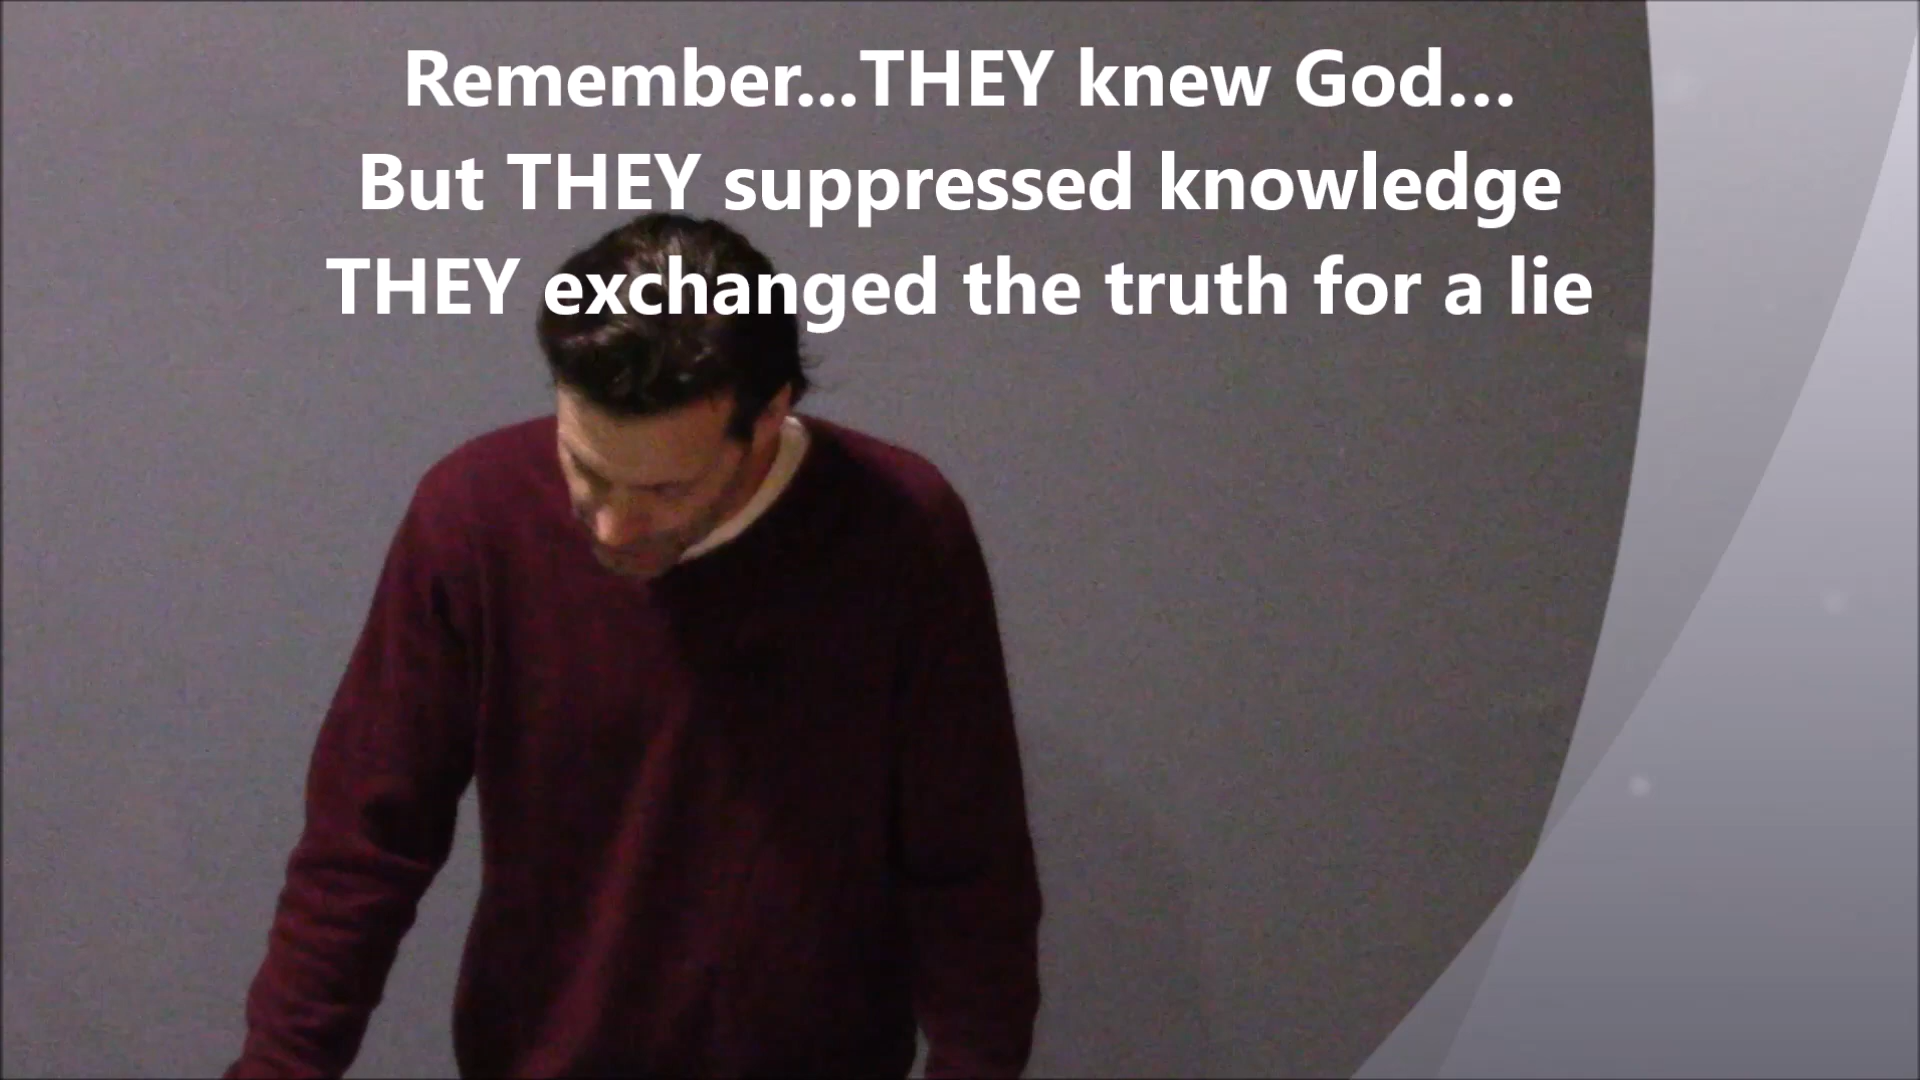 Remember...THEY knew God...
But THEY suppressed knowledge
THEY exchanged the truth for a lie